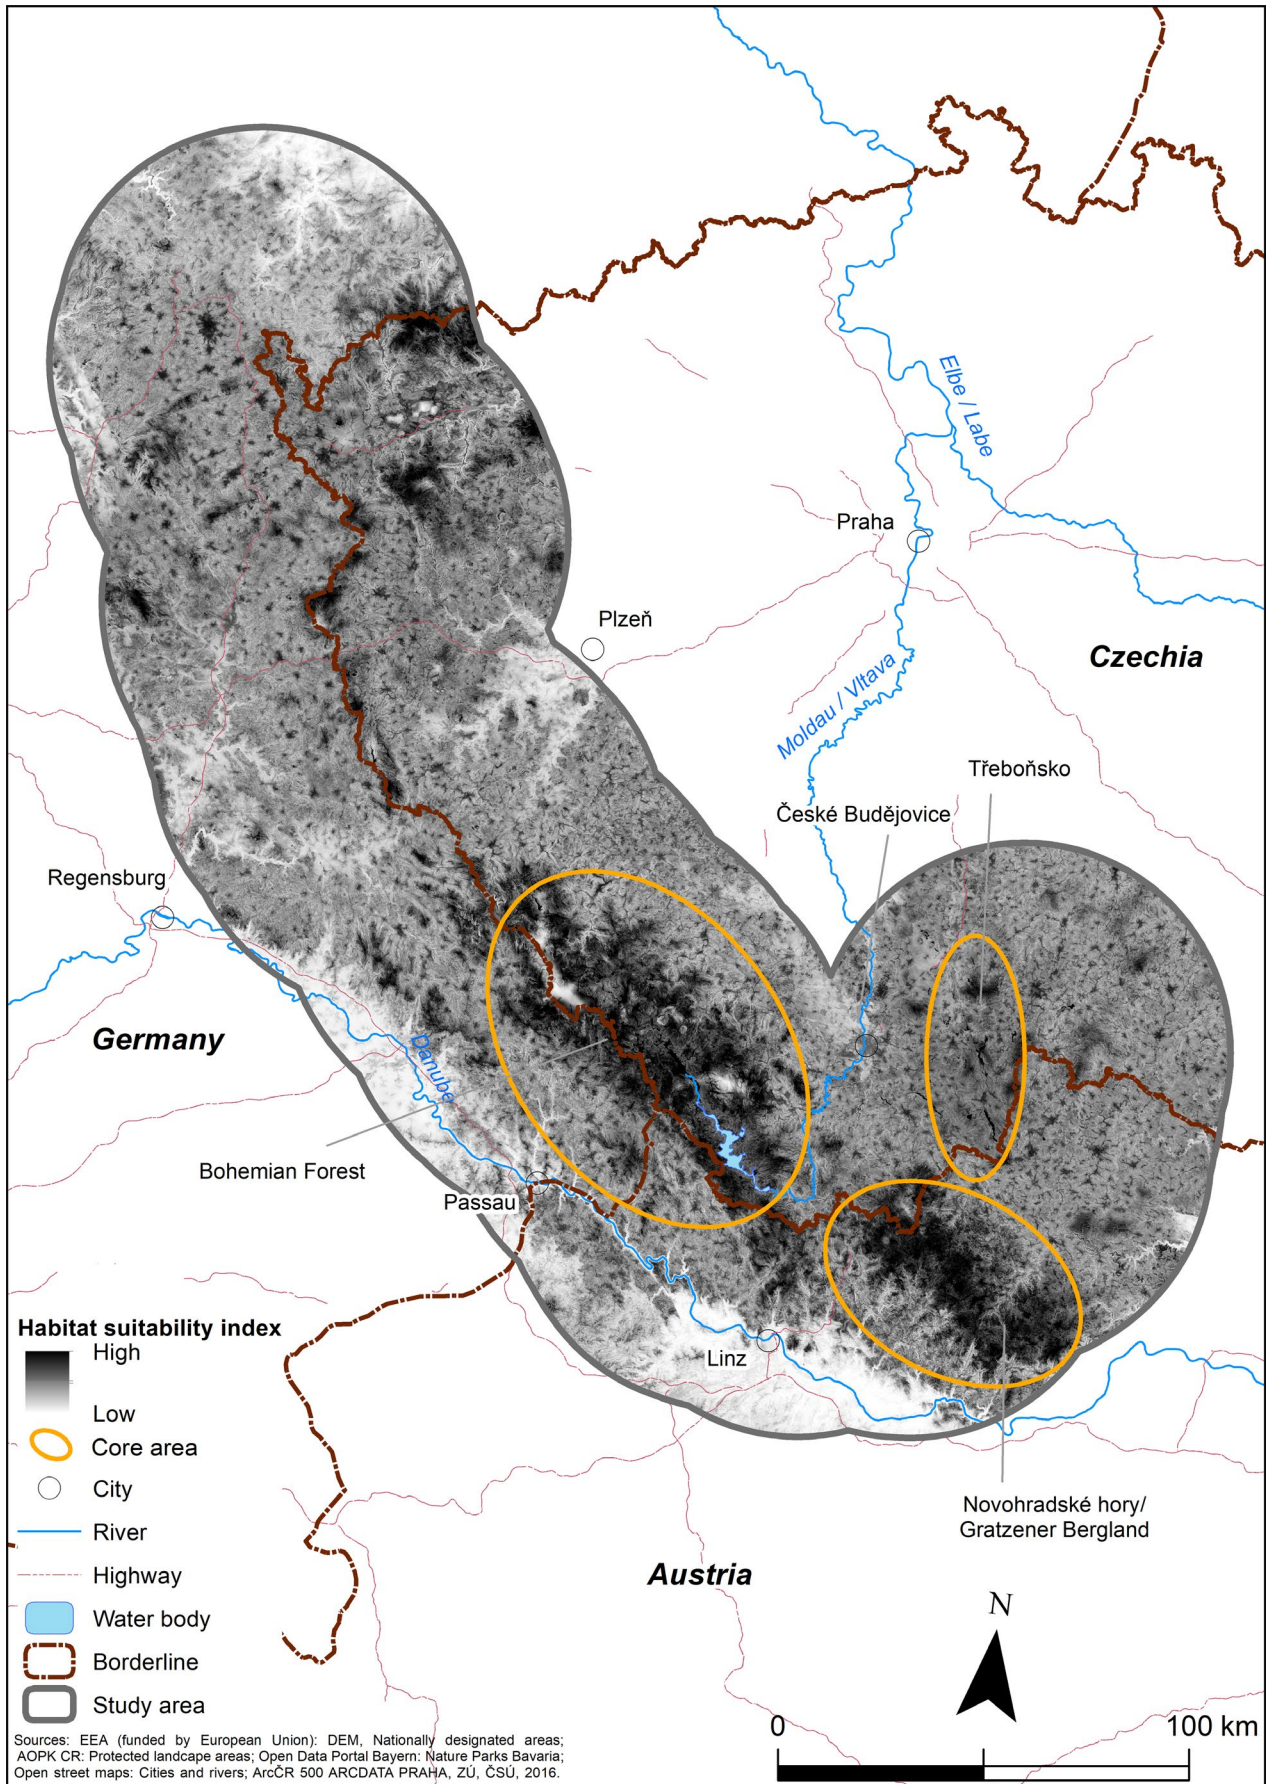 Elbe / Labe
Praha
Plzeň
Czechia
Moldau / Vltava
Třeboňsko
České Budějovice
Regensburg
Germany
Danube
Bohemian Forest
Passau
Linz
Habitat suitability index
High
Low
Core area
City
River
Highway
Water body
Borderline
Study area
Novohradské hory/
Gratzener Bergland
Austria
N
0 100 km
Sources: EEA (funded by European Union): DEM, Nationally designated areas;
AOPK CR: Protected landcape areas; Open Data Portal Bayern: Nature Parks Bavaria;
Open street maps: Cities and rivers; ArcČR 500 ARCDATA PRAHA, ZÚ, ČSÚ, 2016.